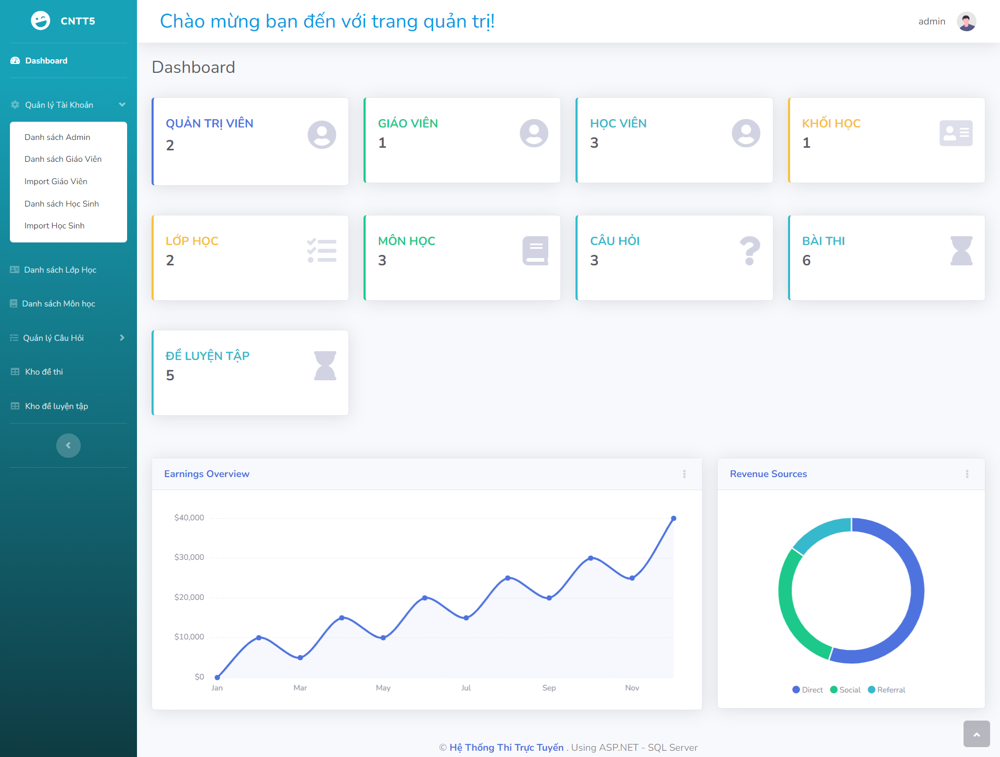 CNTT5
Chào mừng bạn đến với trang quản trị!
admin
Dashboard
Quản lý Tài Khoản
Danh sách Admin
Danh sách Giáo Viên
Import Giáo Viên
Danh sách Học Sinh
Import Học Sinh
Danh sách Lớp Học
Danh sách Môn học
Quản lý Câu Hỏi
Kho đề thi
Kho đề luyện tập
Dashboard
QUẢN TRỊ VIÊN
2
GIÁO VIÊN
1
HỌC VIÊN
3
KHỐI HỌC
1
LỚP HỌC
2
MÔN HỌC
3
CÂU HỎI
3
BÀI THI
6
ĐỀ LUYỆN TẬP
5
Earnings Overview
$40,000
$30,000
$20,000
$10,000
$0
Jan Mar May Jul Sep Nov
Revenue Sources
Direct Social Referral
© Hệ Thống Thi Trực Tuyến . Using ASP.NET - SQL Server